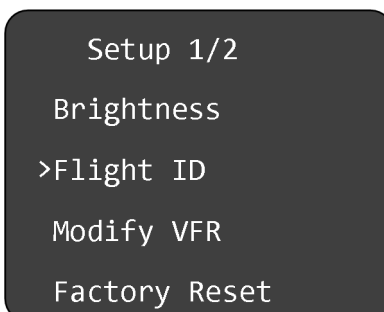 Setup 1/2
Brightness
>Flight ID
Modify VFR
Factory Reset